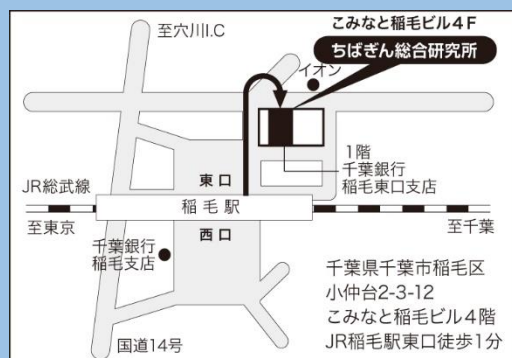 こみなと稲毛ビル4F
ちばぎん総合研究所
至穴川I.C
イオン
1階
千葉銀行
稲毛東口支店
JR総武線
東口
稲毛駅
西口
至東京
至千葉
千葉銀行
稲毛支店
国道14号
千葉県千葉市稲毛区
小仲台2-3-12
こみなと稲毛ビル4階
JR稲毛駅東口徒歩1分